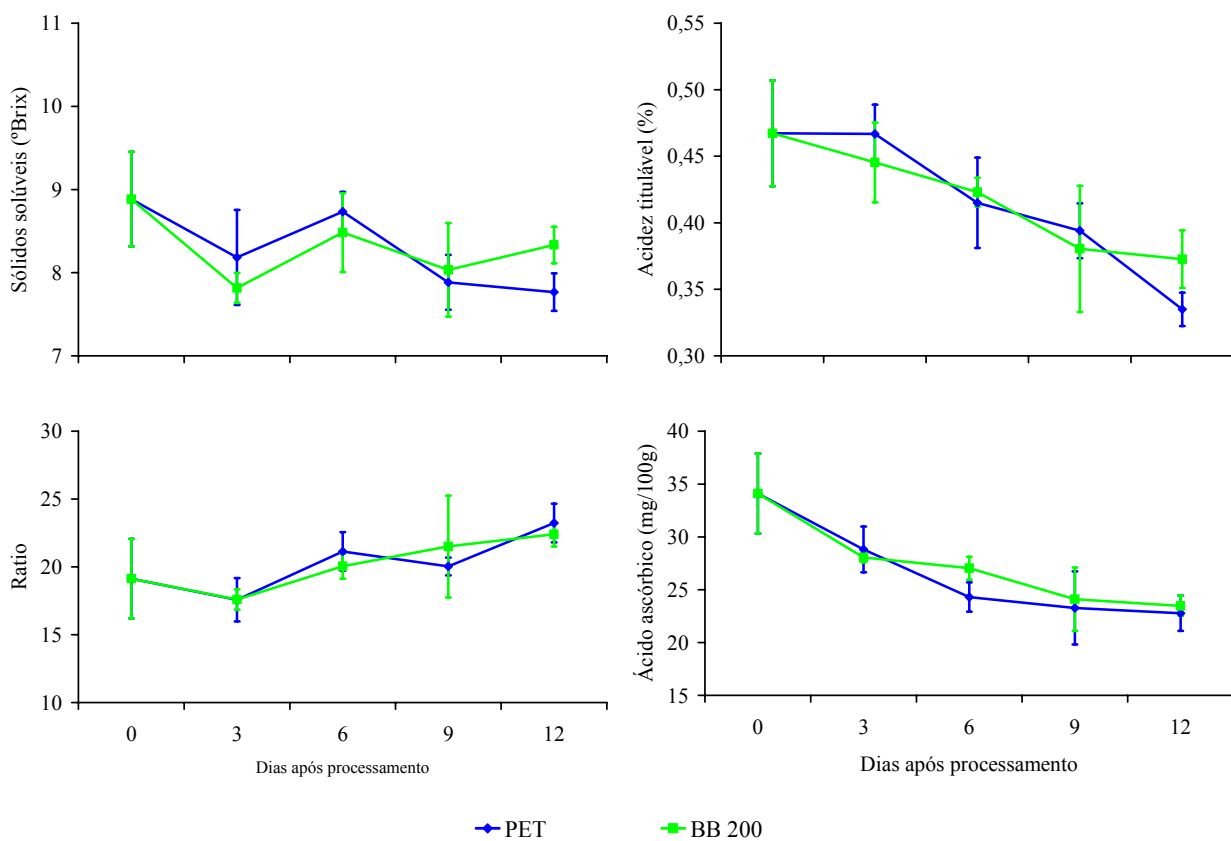 Sólidos solúveis (ºBrix)
11
10
9
8
7
Acidez titulável (%)
0,55
0,50
0,45
0,40
0,35
0,30
Ratio
30
25
20
15
10
0 3 6 9 12
Dias após processamento
Ácido ascórbico (mg/100g)
40
35
30
25
20
15
0 3 6 9 12
Dias após processamento
PET BB 200